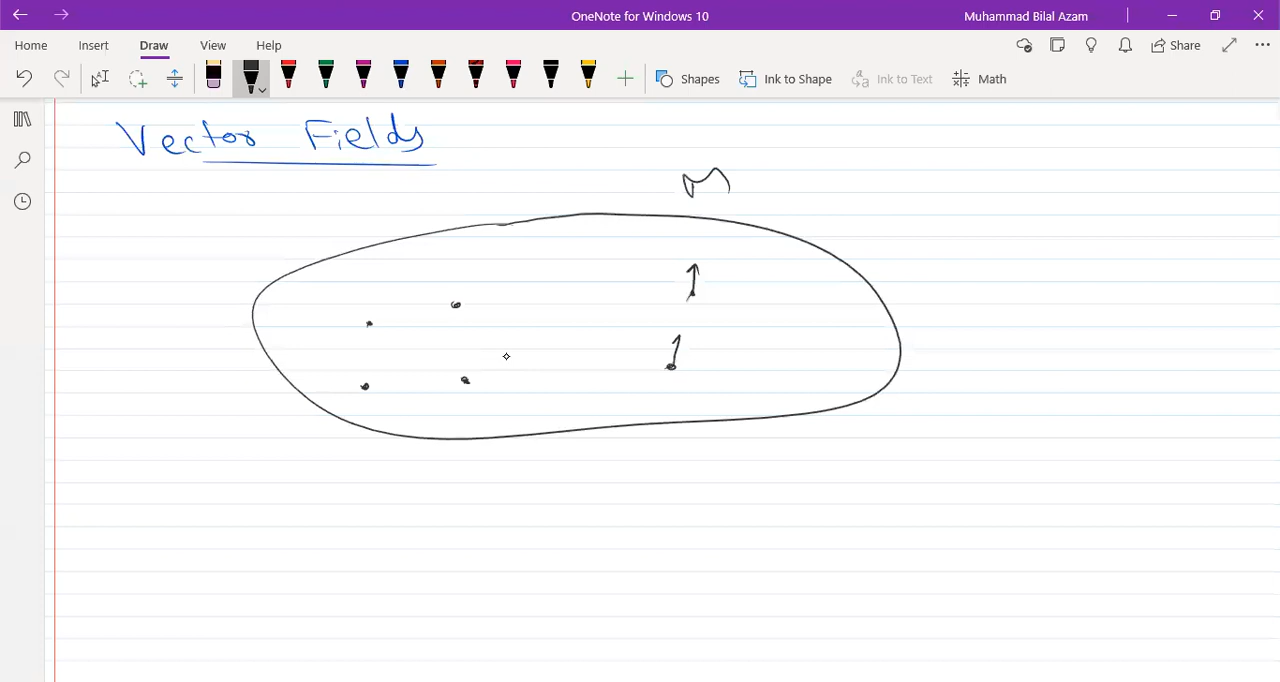 OneNote for Windows 10
Muhammad Bilal Azam
Home Insert Draw View Help
Share
Shapes Ink to Shape Ink to Text Math
Vector Fields
M